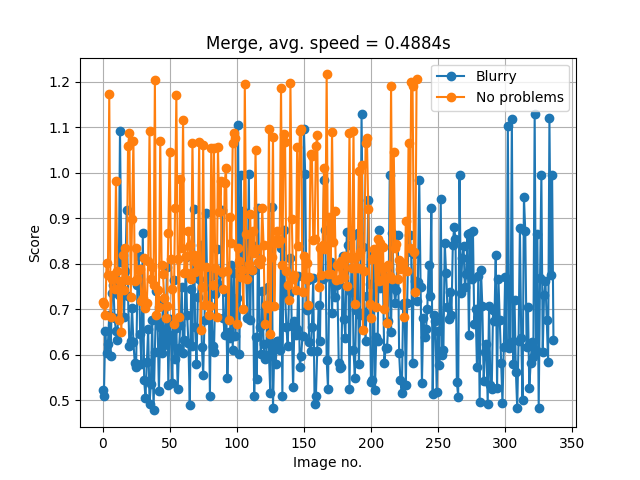 Merge, avg. speed = 0.4884s
Blurry
No problems
Score
1.2
1.1
1.0
0.9
0.8
0.7
0.6
0.5
0 50 100 150 200 250 300 350
Image no.